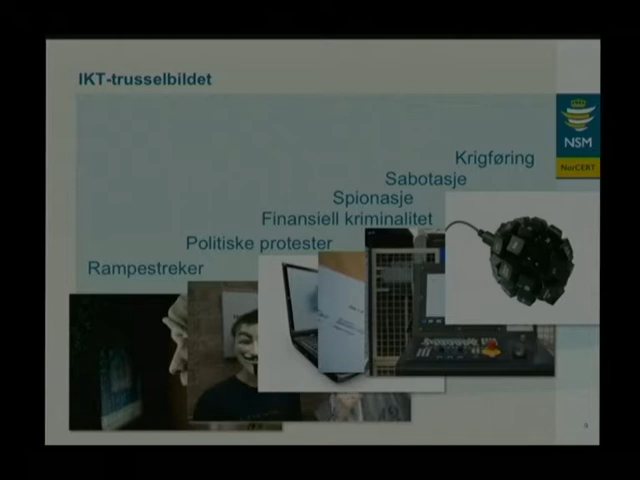 IKT-trusselbildet
NSM
NorCERT
Krigføring
Sabotasje
Spionasje
Finansiell kriminalitet
Politiske protester
Rampestreker